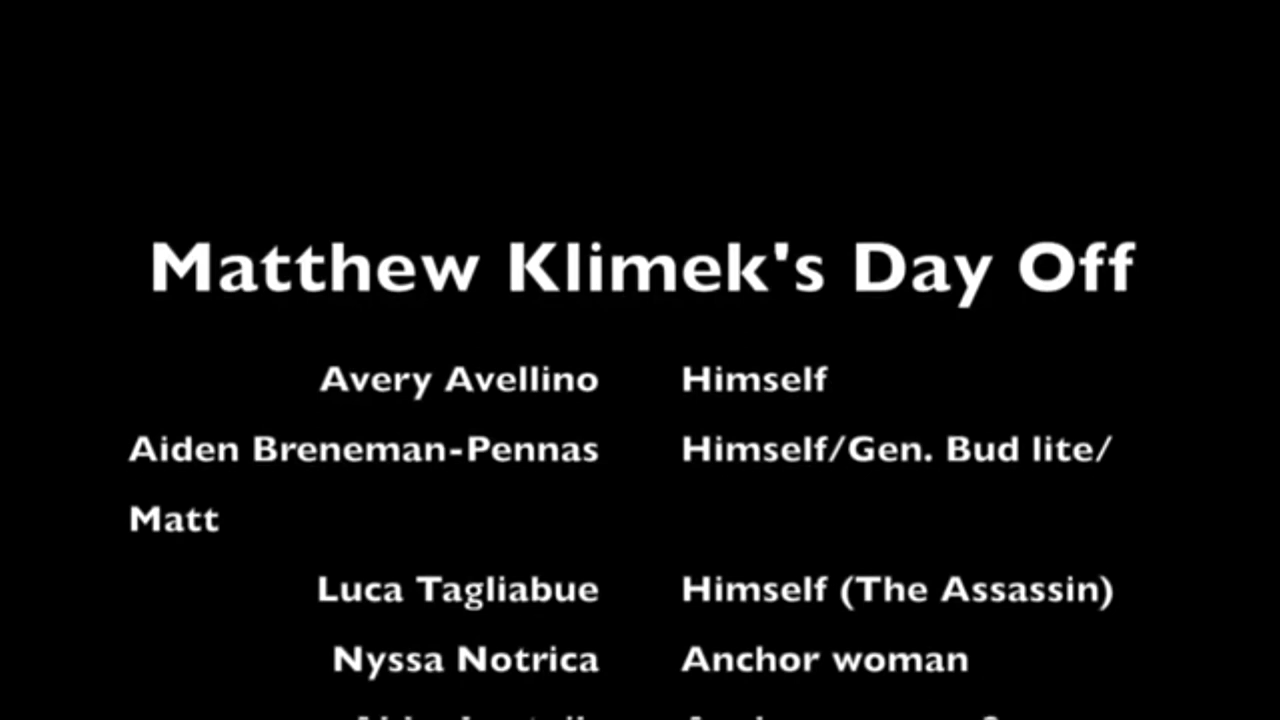 Matthew Klimek's Day Off
Avery Avellino Himself
Aiden Breneman-Pennas Himself/Gen. Bud lite/
Matt
Luca Tagliabue Himself (The Assassin)
Nyssa Notrica Anchor woman